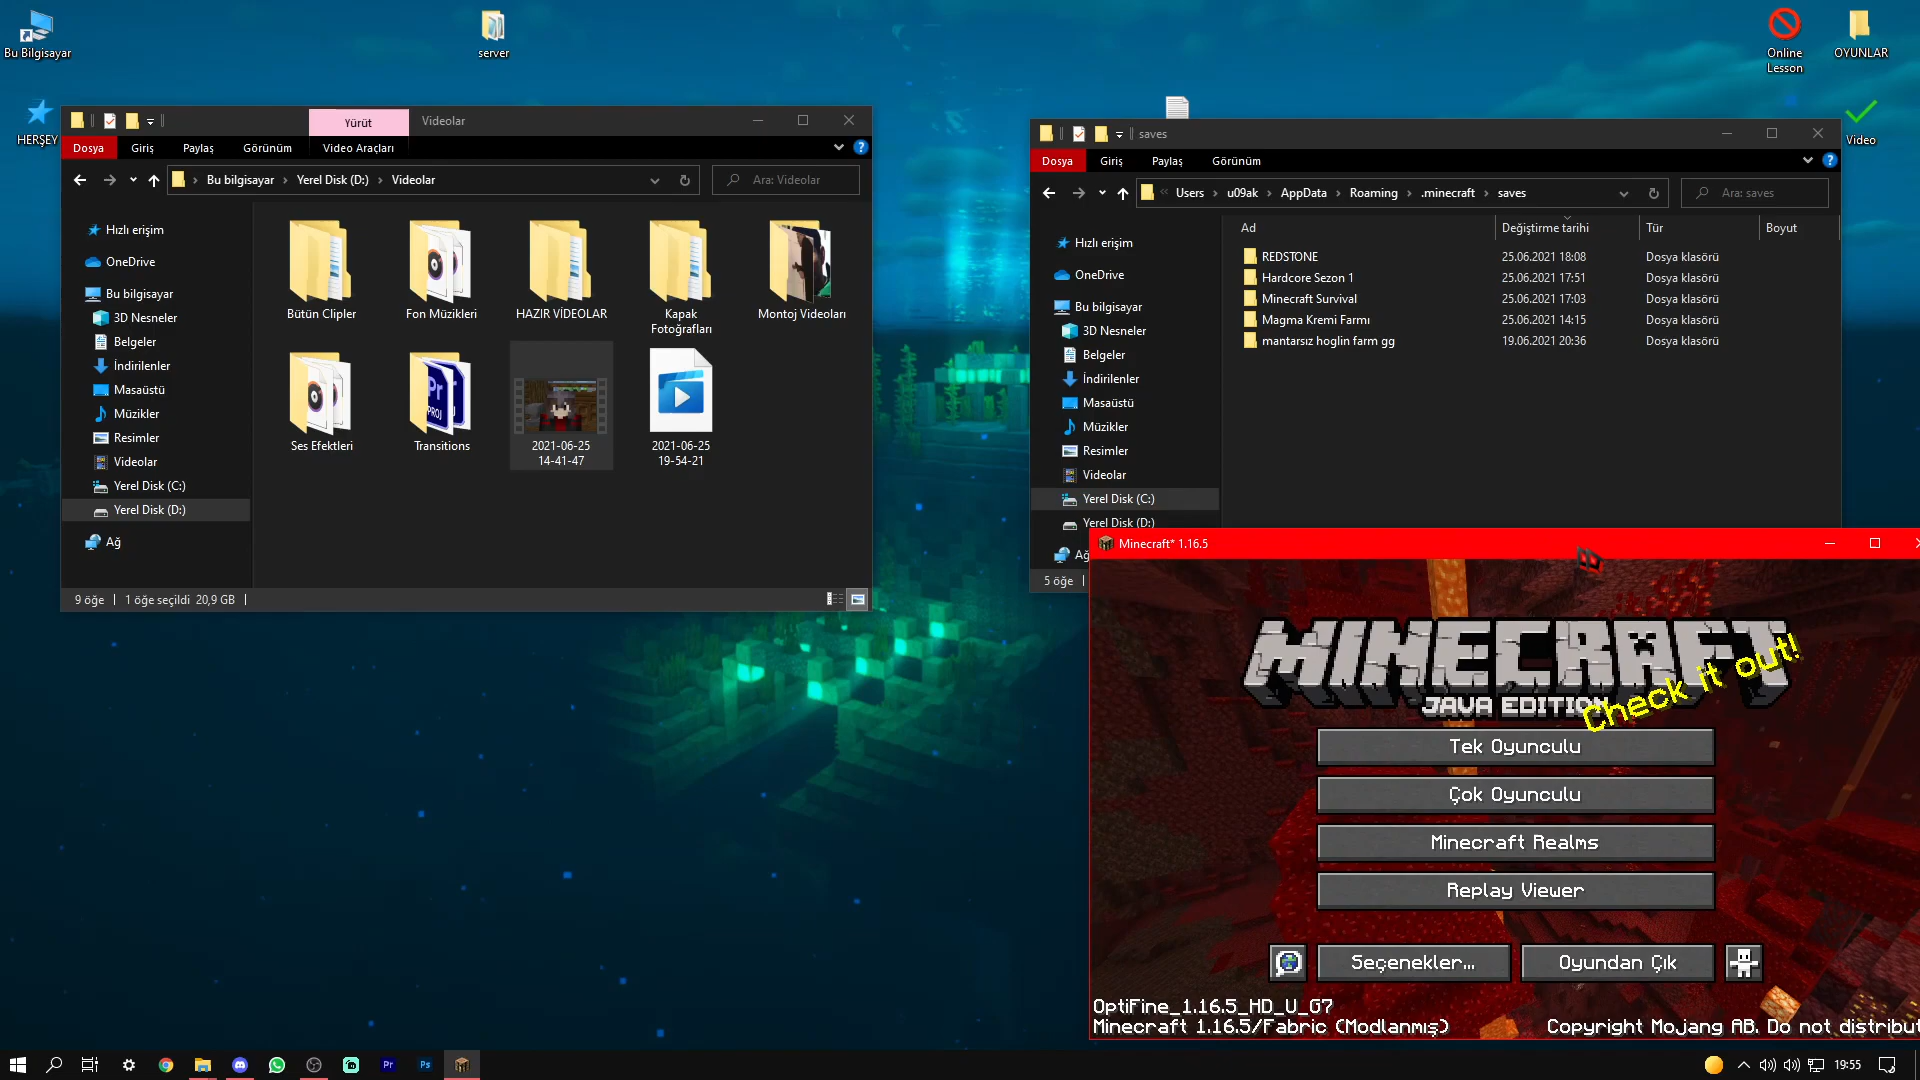 Bu Bilgisayar
server
Online
Lesson
OYUNLAR
HERŞEY
Video
Yürüt
Videolar
Dosya
Giriş
Paylaş
Görünüm
Video Araçları
Bu bilgisayar
Yerel Disk (D:)
Videolar
Ara: Videolar
Hızlı erişim
OneDrive
Bu bilgisayar
3D Nesneler
Belgeler
İndirilenler
Masaüstü
Müzikler
Resimler
Videolar
Yerel Disk (C:)
Yerel Disk (D:)
Ağ
Bütün Clipler
Fon Müzikleri
HAZIR VİDEOLAR
Kapak
Fotoğrafları
Montoj Videoları
Ses Efektleri
Pr
PROJ
Transitions
2021-06-25
14-41-47
2021-06-25
19-54-21
9 öğe
1 öğe seçildi 20,9 GB
saves
Dosya
Giriş
Paylaş
Görünüm
Users
u09ak
AppData
Roaming
.minecraft
saves
Ara: saves
Hızlı erişim
OneDrive
Bu bilgisayar
3D Nesneler
Belgeler
İndirilenler
Masaüstü
Müzikler
Resimler
Videolar
Yerel Disk (C:)
Yerel Disk (D:)
Ağ
Ad Değiştirme tarihi Tür Boyut
REDSTONE 25.06.2021 18:08 Dosya klasörü
Hardcore Sezon 1 25.06.2021 17:51 Dosya klasörü
Minecraft Survival 25.06.2021 17:03 Dosya klasörü
Magma Kremi Farmı 25.06.2021 14:15 Dosya klasörü
mantarsız hoglin farm gg 19.06.2021 20:36 Dosya klasörü
5 öğe
Minecraft* 1.16.5
MINECRAFT
JAVA EDITION
Check it out!
Tek Oyunculu
Çok Oyunculu
Minecraft Realms
Replay Viewer
Seçenekler...
Oyundan Çık
OptiFine_1.16.5_HD_U_G7
Minecraft 1.16.5/Fabric (Modlanmış)
Copyright Mojang AB. Do not distribut
Pr
Ps
19:55